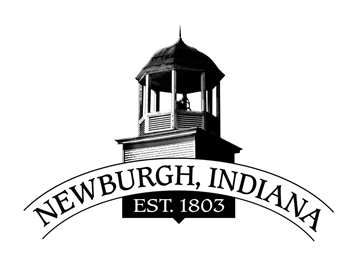 NEWBURGH, INDIANA
EST. 1803